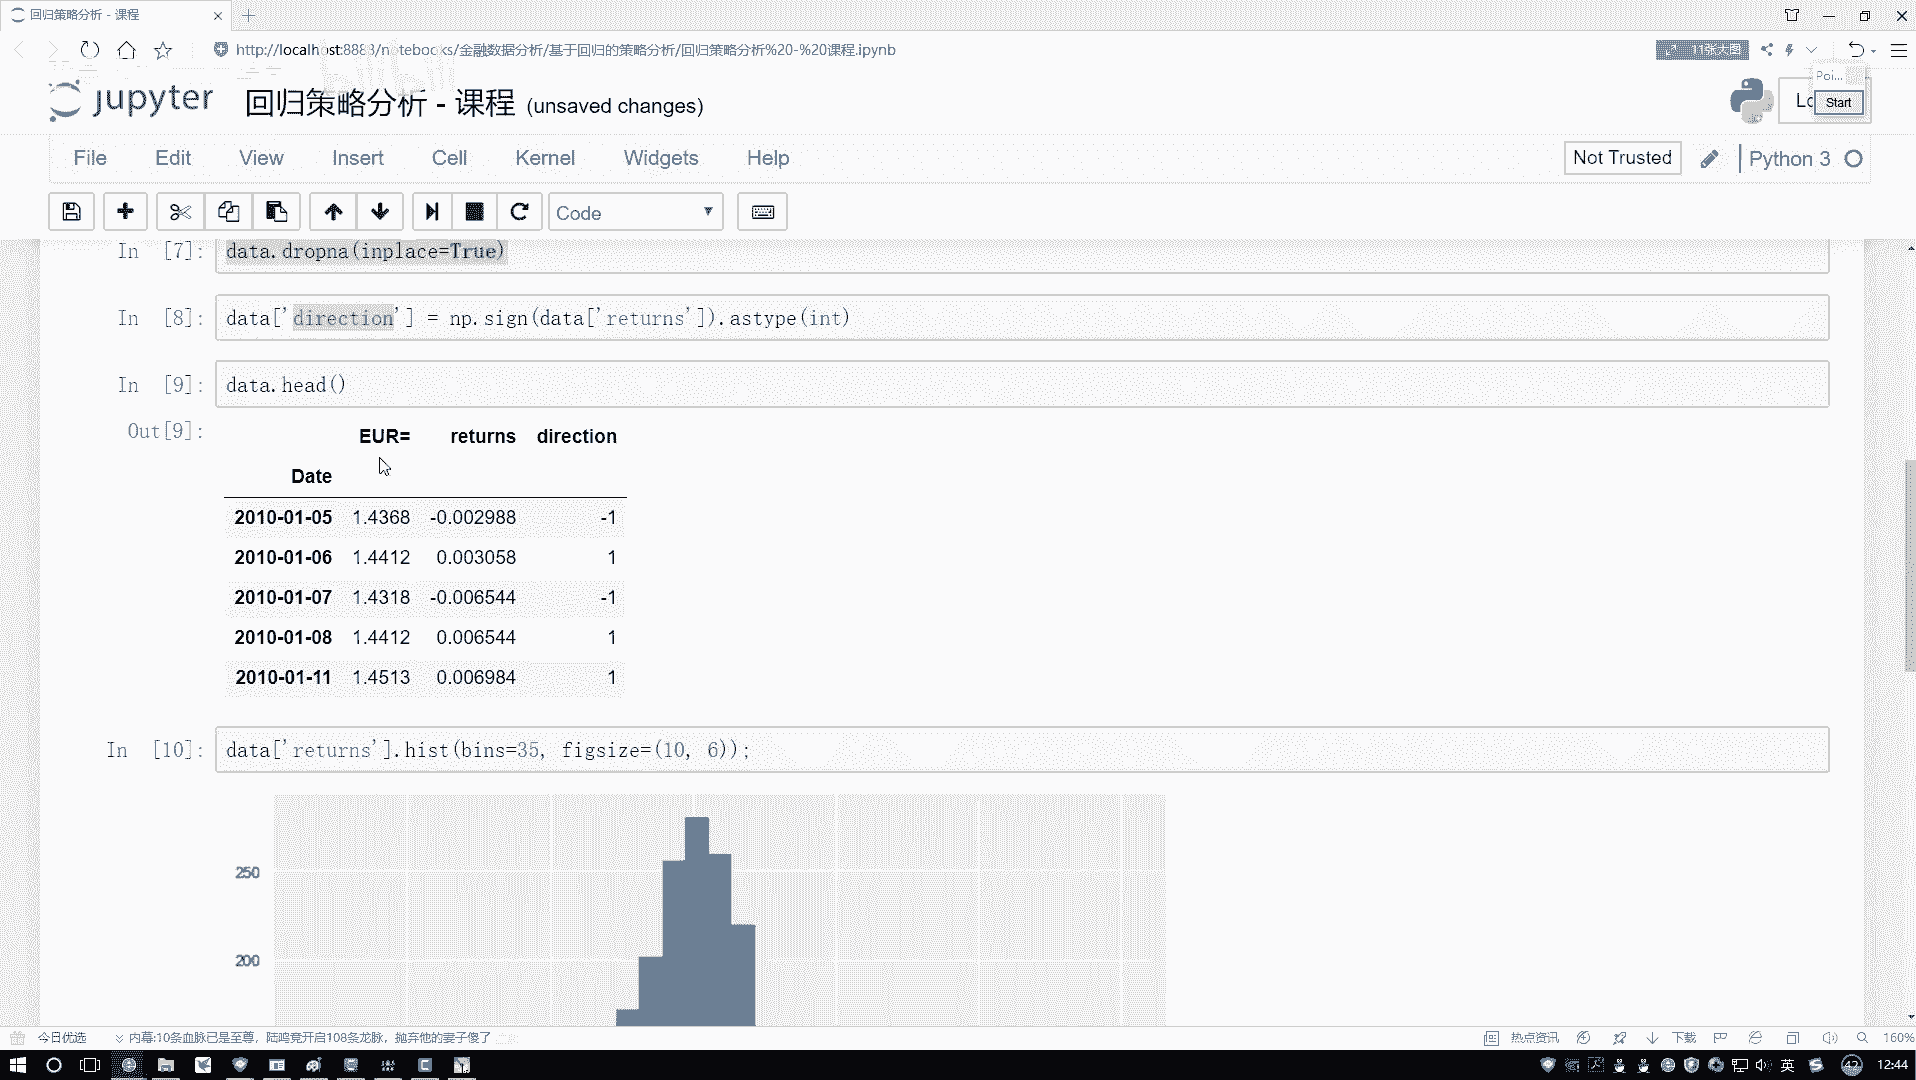 回归策略分析 - 课程
http://localhost:8888/notebooks/金融数据分析/基于回归的策略分析/回归策略分析%20-%20课程.ipynb
11张大图
Poi...
jupyter 回归策略分析 - 课程 (unsaved changes)
Start
File Edit View Insert Cell Kernel Widgets Help
Not Trusted
Python 3
Code
In [7]: data.dropna(inplace=True)
In [8]: data['direction'] = np.sign(data['returns']).astype(int)
In [9]: data.head()
Out[9]:
EUR= returns direction
Date
2010-01-05 1.4368 -0.002988 -1
2010-01-06 1.4412 0.003058 1
2010-01-07 1.4318 -0.006544 -1
2010-01-08 1.4412 0.006544 1
2010-01-11 1.4513 0.006984 1
In [10]: data['returns'].hist(bins=35, figsize=(10, 6));
250
200
今日优选 内幕:10条血脉已是至尊，陆鸣竟开启108条龙脉，抛弃他的妻子傻了
热点资讯 下载 160%
英 42 12:44